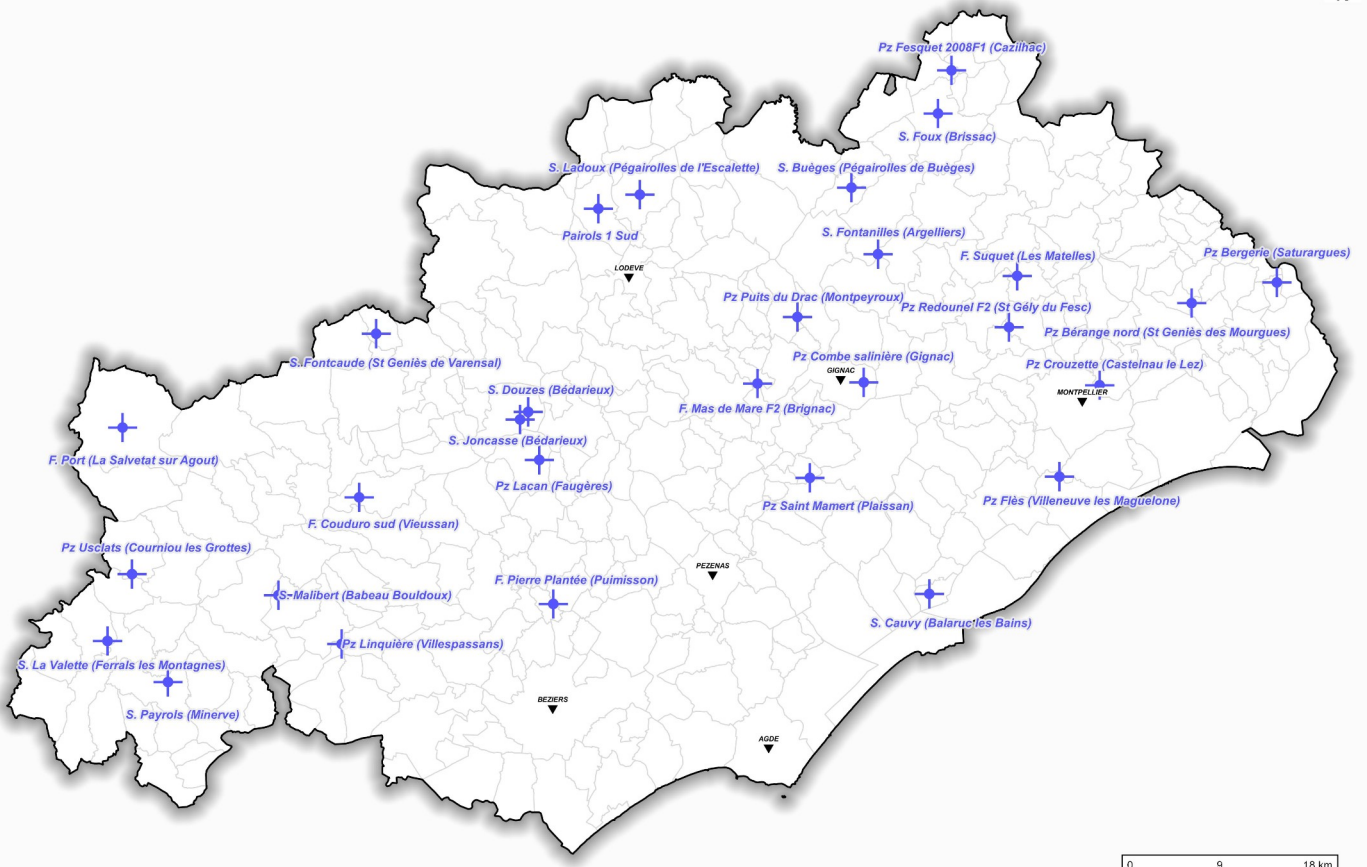 Pz Fesquet 2008F1 (Cazilhac)
S. Foux (Brissac)
S. Ladoux (Pégairolles de l'Escalette)
S. Buèges (Pégairolles de Buèges)
Pairols 1 Sud
S. Fontanilles (Argelliers)
Pz Bergerie (Saturargues)
F. Suquet (Les Matelles)
LODEVE
Pz Puits du Drac (Montpeyroux)
Pz Redounel F2 (St Gély du Fesc)
Pz Bérange nord (St Geniès des Mourgues)
S. Fontcaude (St Geniès de Varensal)
Pz Combe salinière (Gignac)
Pz Crouzette (Castelnau le Lez)
GIGNAC
S. Douzes (Bédarieux)
MONTPELLIER
F. Mas de Mare F2 (Brignac)
S. Joncasse (Bédarieux)
F. Port (La Salvetat sur Agout)
Pz Lacan (Faugères)
Pz Saint Mamert (Plaissan)
Pz Flès (Villeneuve les Maguelone)
F. Couduro sud (Vieussan)
Pz Usclats (Courniou les Grottes)
PEZENAS
F. Pierre Plantée (Puimisson)
S. Malibert (Babeau Bouldoux)
S. Cauvy (Balaruc les Bains)
Pz Linquière (Villespassans)
S. La Valette (Ferrals les Montagnes)
BEZIERS
S. Payrols (Minerve)
AGDE
0 9 18 km